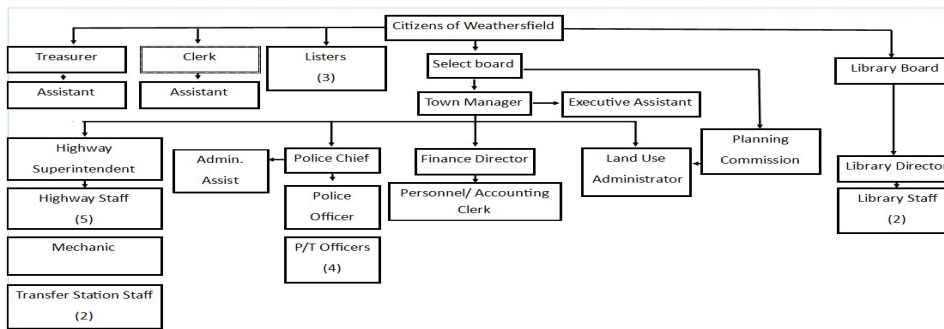 Citizens of Weathersfield
Treasurer
Clerk
Listers
(3)
Select board
Library Board
Assistant
Assistant
Town Manager
Executive Assistant
Highway
Superintendent
Admin.
Assist
Police Chief
Finance Director
Land Use
Administrator
Planning
Commission
Library Director
Highway Staff
(5)
Police
Officer
Personnel/ Accounting
Clerk
Library Staff
(2)
Mechanic
P/T Officers
(4)
Transfer Station Staff
(2)